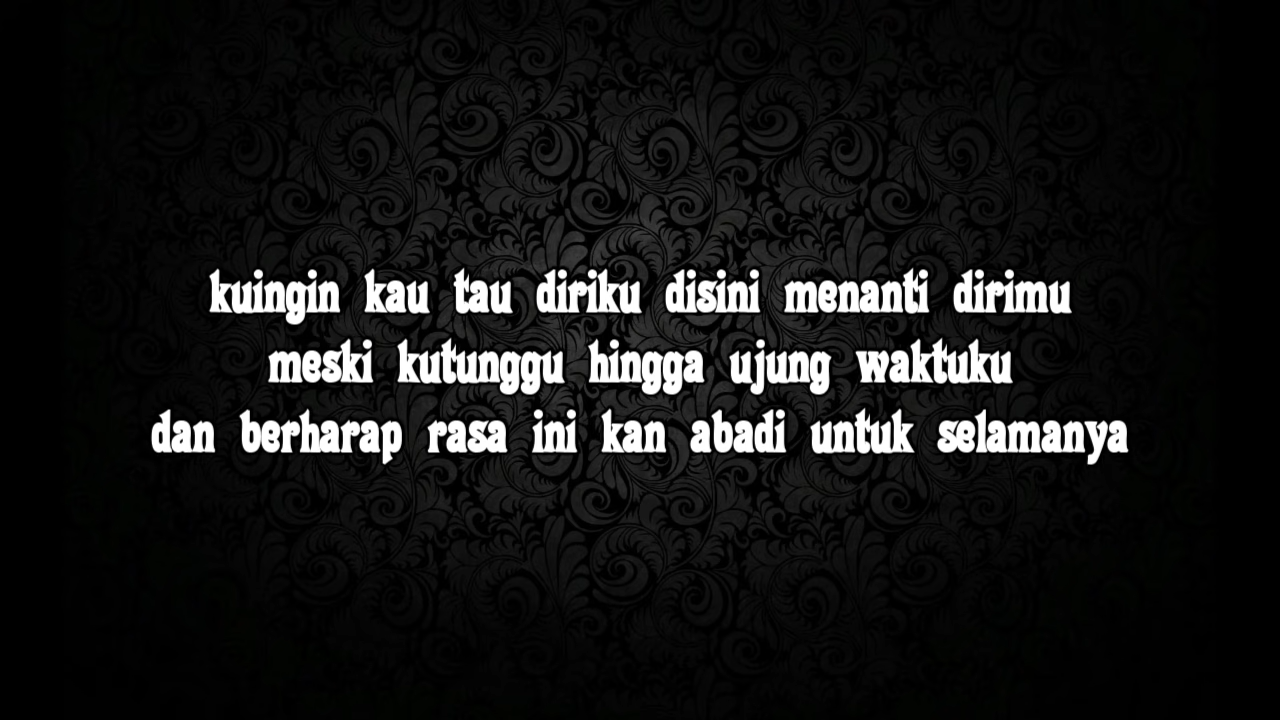 kuingin kau tau diriku disini menanti dirimu
meski kutunggu hingga ujung waktuku
dan berharap rasa ini kan abadi untuk selamanya